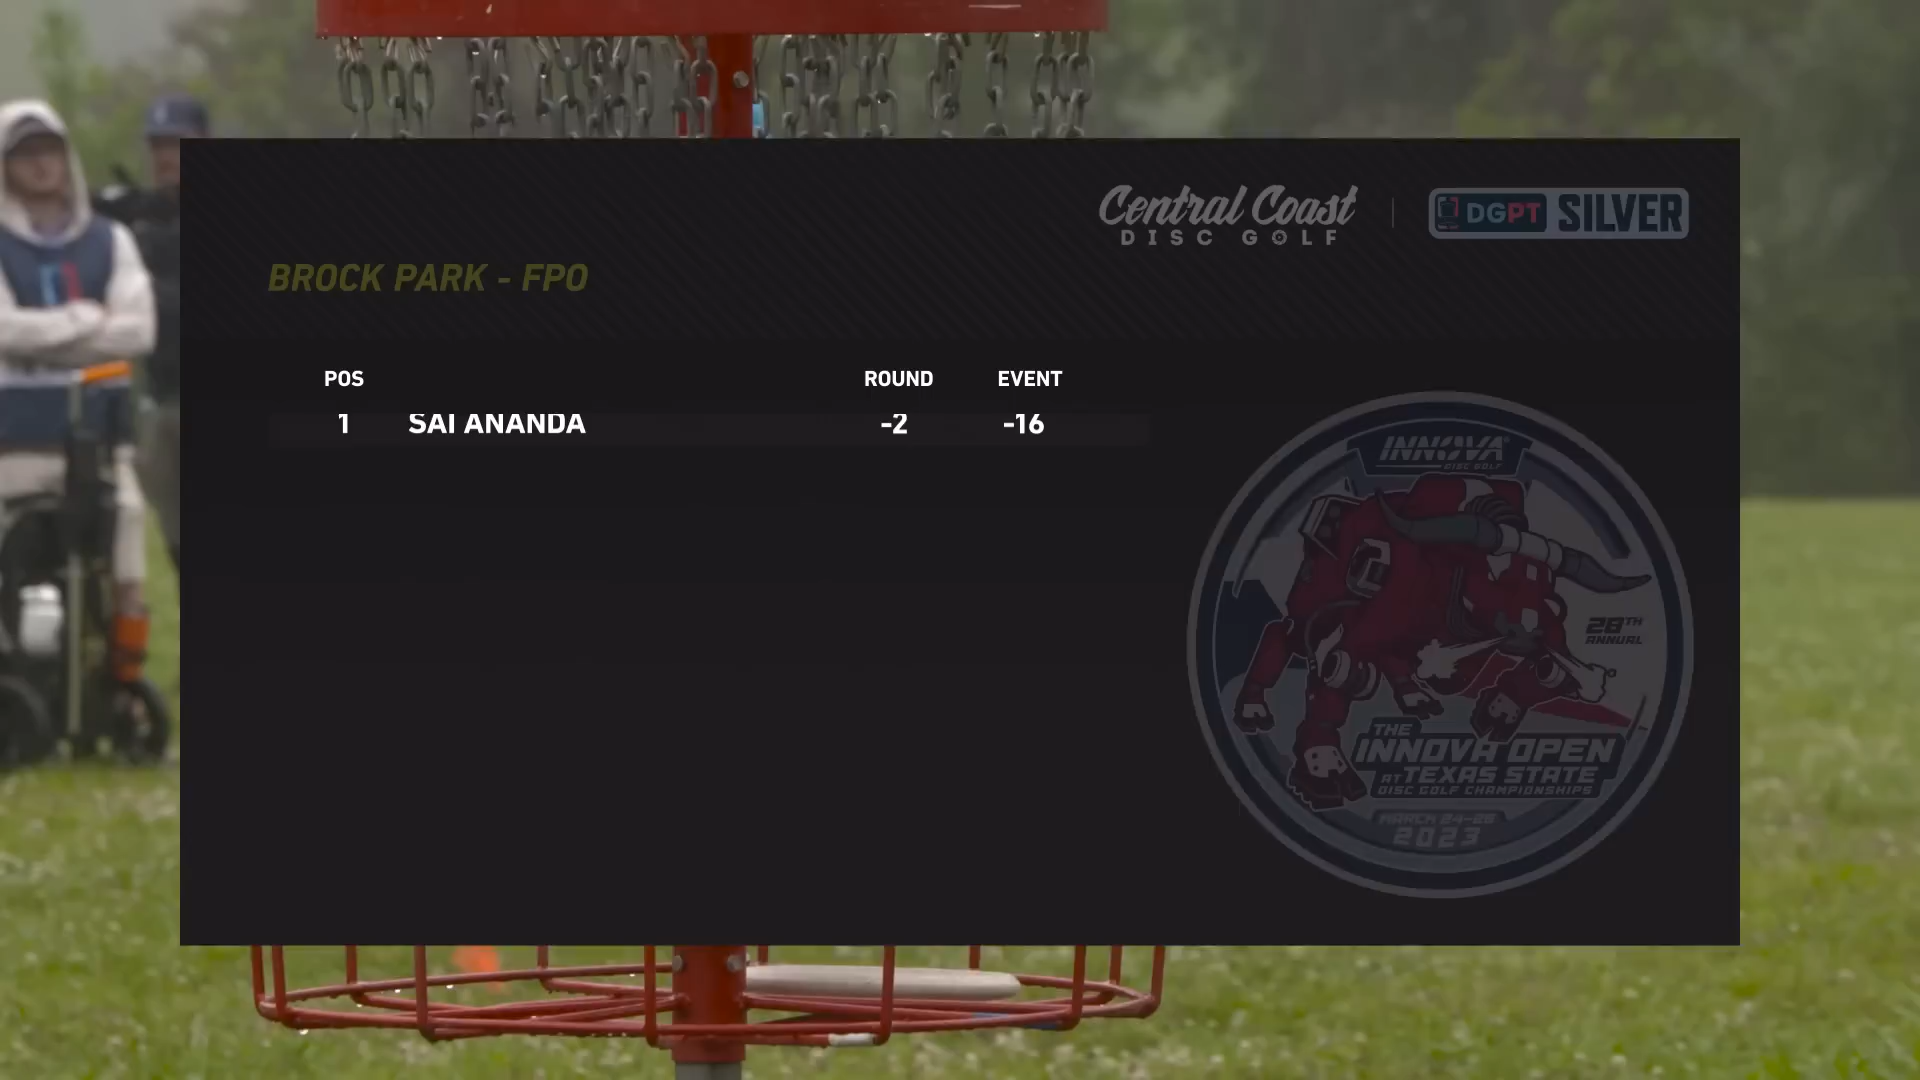 Central Coast
DISC GOLF
DGPT SILVER
BROCK PARK - FPO
POS ROUND EVENT
1 SAI ANANDA -2 -16
INNOVA
DISC GOLF
28TH
ANNUAL
THE
INNOVA OPEN
AT TEXAS STATE
DISC GOLF CHAMPIONSHIPS
MARCH 24-26
2023